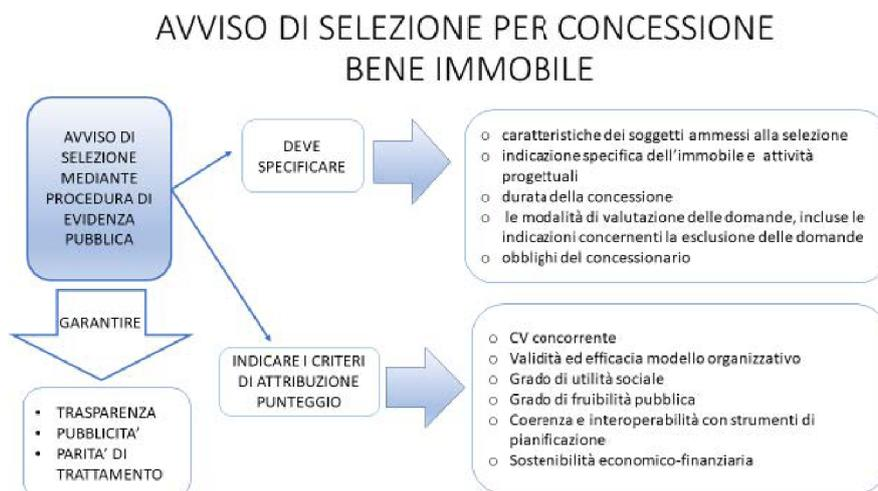 AVVISO DI SELEZIONE PER CONCESSIONE
BENE IMMOBILE
AVVISO DI
SELEZIONE
MEDIANTE
PROCEDURA DI
EVIDENZA
PUBBLICA
GARANTIRE
• TRASPARENZA
• PUBBLICITA’
• PARITA’ DI
TRATTAMENTO
DEVE
SPECIFICARE
o caratteristiche dei soggetti ammessi alla selezione
o indicazione specifica dell’immobile e attività
progettuali
o durata della concessione
o le modalità di valutazione delle domande, incluse le
indicazioni concernenti la esclusione delle domande
o obblighi del concessionario
INDICARE I CRITERI
DI ATTRIBUZIONE
PUNTEGGIO
o CV concorrente
o Validità ed efficacia modello organizzativo
o Grado di utilità sociale
o Grado di fruibilità pubblica
o Coerenza e interoperabilità con strumenti di
pianificazione
o Sostenibilità economico-finanziaria